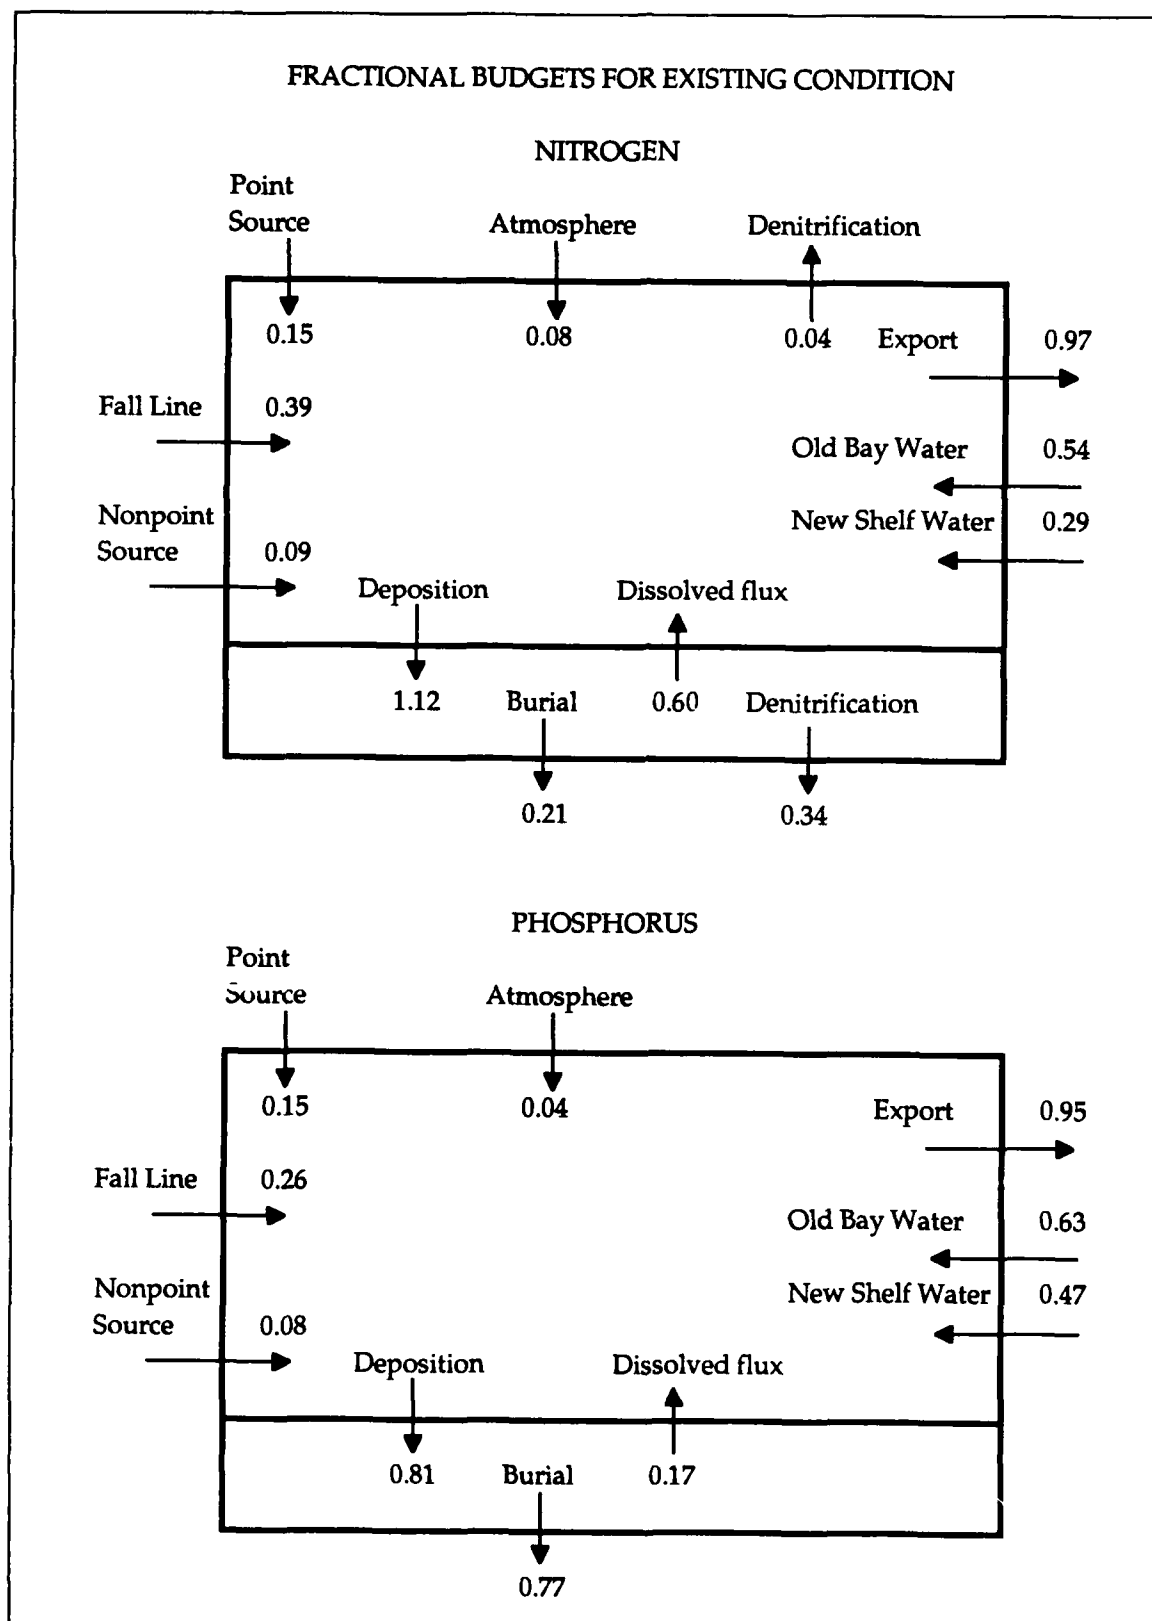 FRACTIONAL BUDGETS FOR EXISTING CONDITION
NITROGEN
Point
Source
Atmosphere
Denitrification
0.15
0.08
0.04
Export
0.97
Fall Line
0.39
Old Bay Water
0.54
Nonpoint
Source
New Shelf Water
0.29
0.09
Deposition
Dissolved flux
1.12
Burial
0.60
Denitrification
0.21
0.34
PHOSPHORUS
Point
Source
Atmosphere
0.15
0.04
Export
0.95
Fall Line
0.26
Old Bay Water
0.63
Nonpoint
Source
New Shelf Water
0.47
0.08
Deposition
Dissolved flux
0.81
Burial
0.17
0.77